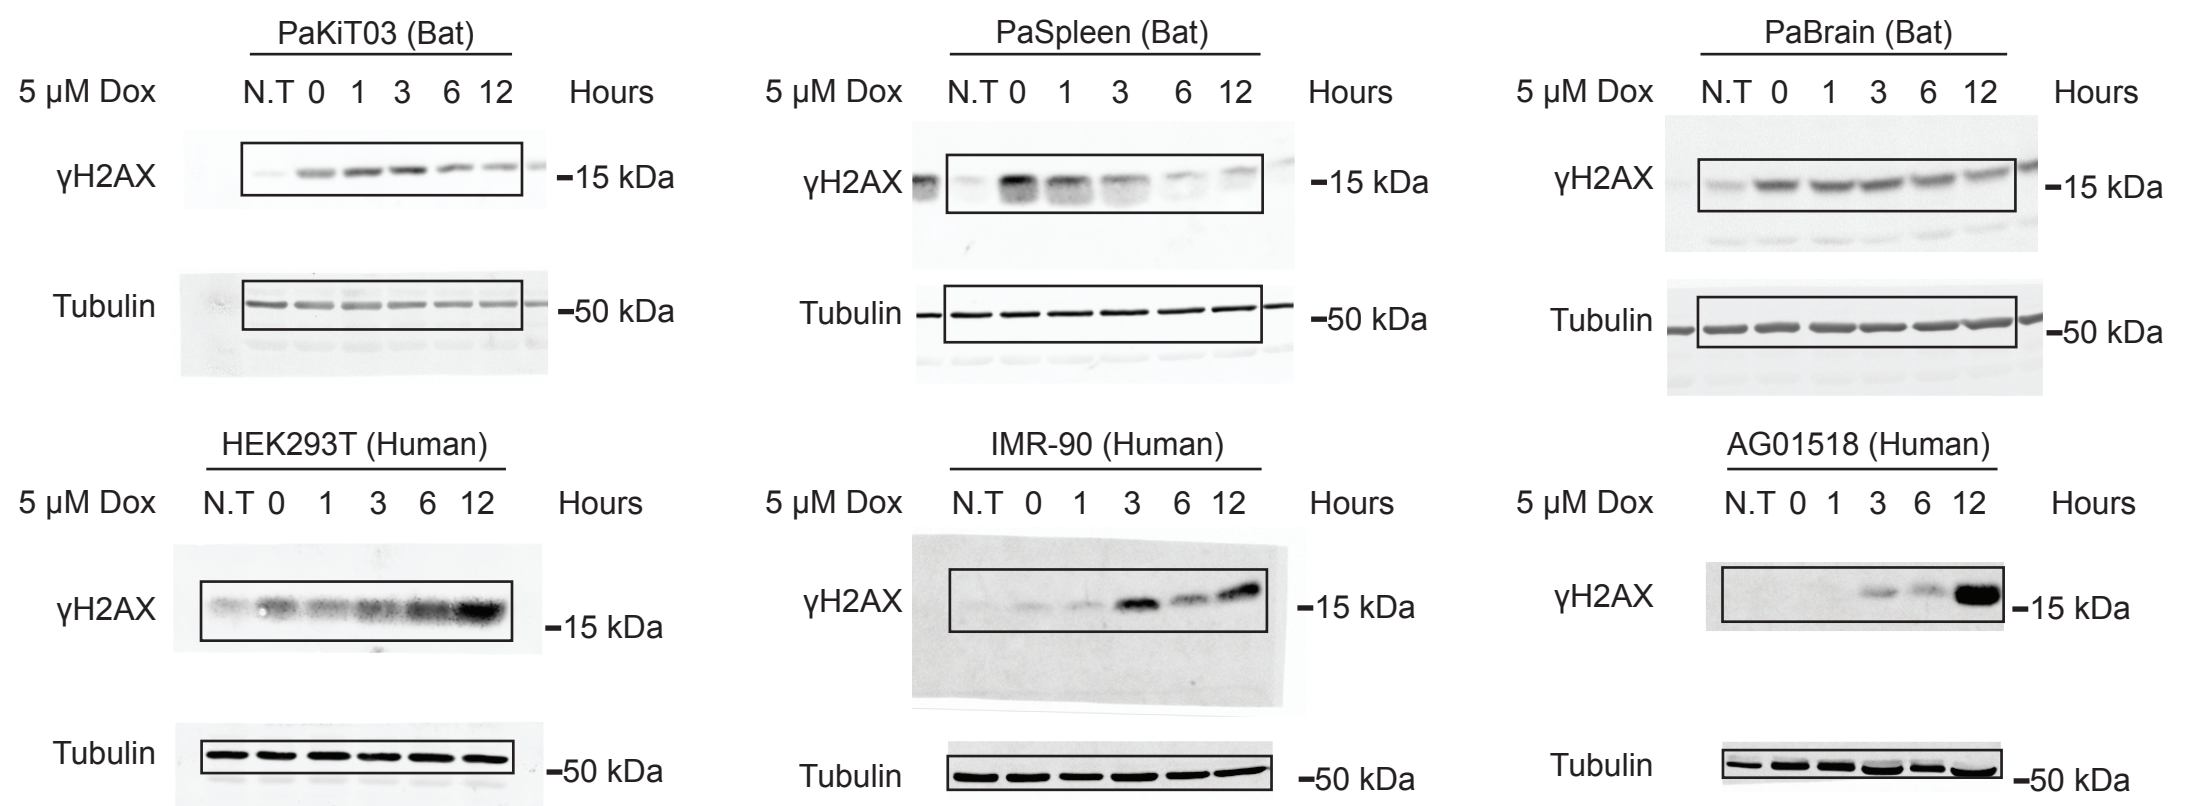 PaKiT03 (Bat)
5 µM Dox N.T 0 1 3 6 12 Hours
γH2AX -15 kDa
Tubulin -50 kDa
PaSpleen (Bat)
5 µM Dox N.T 0 1 3 6 12 Hours
γH2AX -15 kDa
Tubulin -50 kDa
PaBrain (Bat)
5 µM Dox N.T 0 1 3 6 12 Hours
γH2AX -15 kDa
Tubulin -50 kDa
HEK293T (Human)
5 µM Dox N.T 0 1 3 6 12 Hours
γH2AX -15 kDa
Tubulin -50 kDa
IMR-90 (Human)
5 µM Dox N.T 0 1 3 6 12 Hours
γH2AX -15 kDa
Tubulin -50 kDa
AG01518 (Human)
5 µM Dox N.T 0 1 3 6 12 Hours
γH2AX -15 kDa
Tubulin -50 kDa